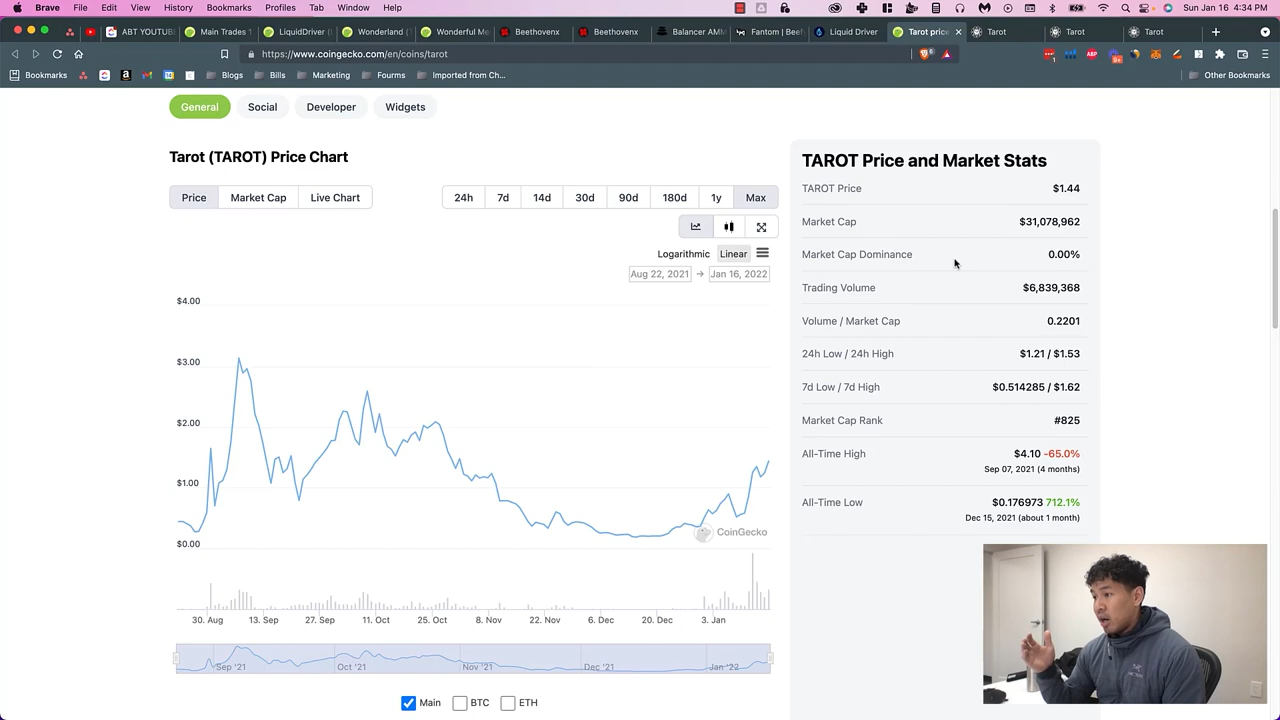 Brave File Edit View History Bookmarks Profiles Tab Window Help
Sun Jan 16 4:34 PM
ABT YOUTUB Main Trades 1 LiquidDriver ( Wonderland ( Wonderful Me Beethovenx Beethovenx Balancer AMM Fantom | Beef Liquid Driver Tarot price Tarot Tarot Tarot
https://www.coingecko.com/en/coins/tarot
Bookmarks Blogs Bills Marketing Fourms Imported from Ch... Other Bookmarks
General Social Developer Widgets
Tarot (TAROT) Price Chart
Price Market Cap Live Chart
24h 7d 14d 30d 90d 180d 1y Max
Logarithmic Linear
Aug 22, 2021 → Jan 16, 2022
$4.00
$3.00
$2.00
$1.00
$0.00
CoinGecko
30. Aug 13. Sep 27. Sep 11. Oct 25. Oct 8. Nov 22. Nov 6. Dec 20. Dec 3. Jan
Sep '21 Oct '21 Nov '21 Dec '21 Jan '22
Main BTC ETH
TAROT Price and Market Stats
TAROT Price $1.44
Market Cap $31,078,962
Market Cap Dominance 0.00%
Trading Volume $6,839,368
Volume / Market Cap 0.2201
24h Low / 24h High $1.21 / $1.53
7d Low / 7d High $0.514285 / $1.62
Market Cap Rank #825
All-Time High $4.10 -65.0%
Sep 07, 2021 (4 months)
All-Time Low $0.176973 712.1%
Dec 15, 2021 (about 1 month)